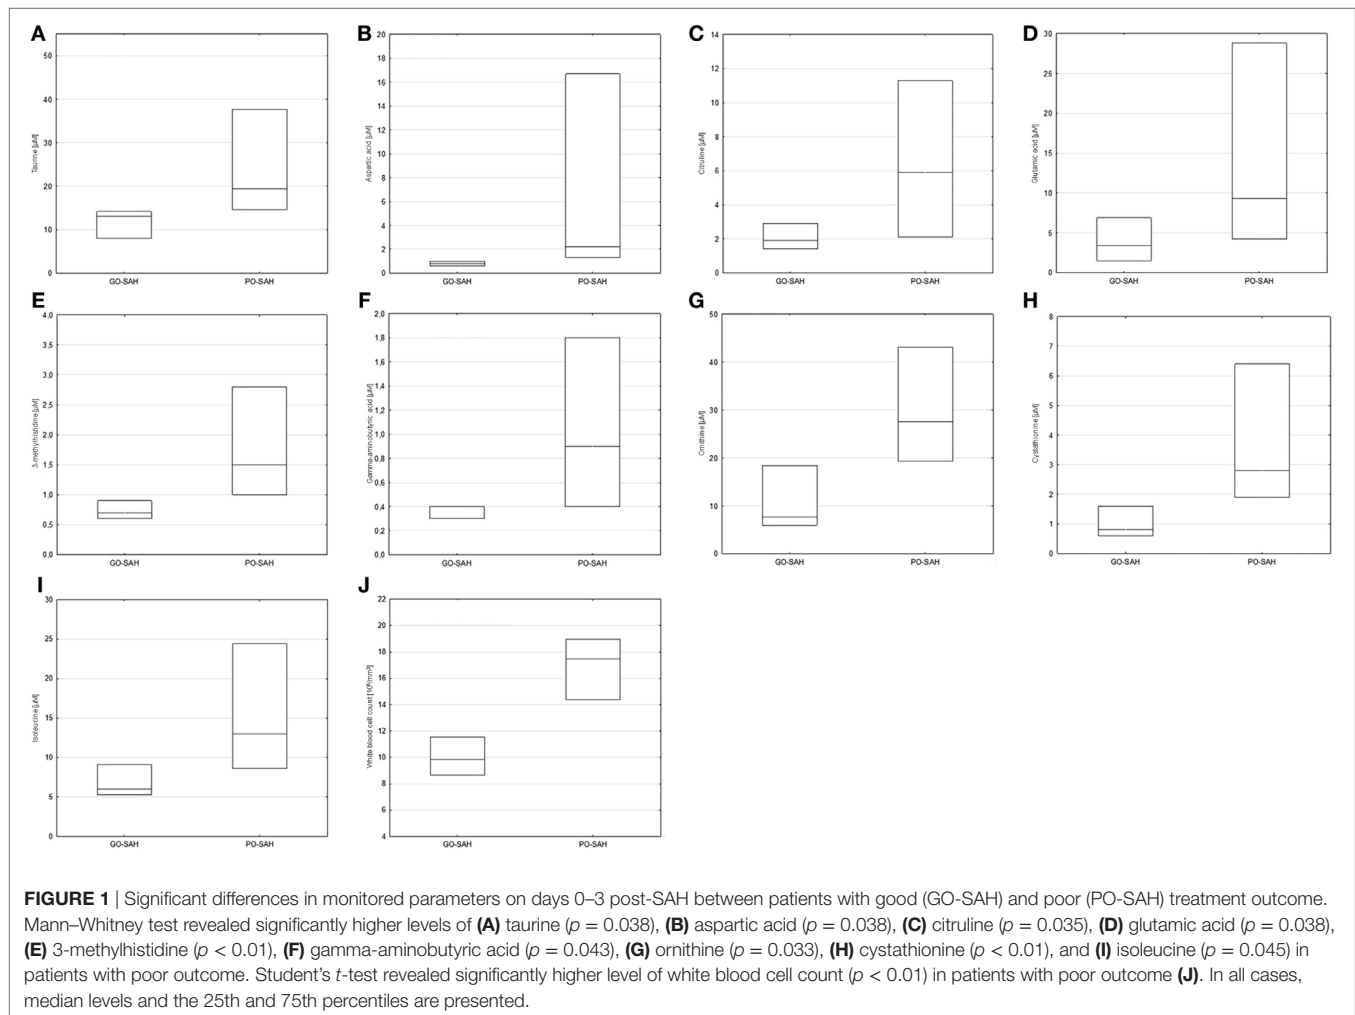 A
Taurine [µM]
50
40
30
20
10
0
GO-SAH PO-SAH
B
Aspartic acid [µM]
20
18
16
14
12
10
8
6
4
2
0
GO-SAH PO-SAH
C
Citruline [µM]
14
12
10
8
6
4
2
0
GO-SAH PO-SAH
D
Glutamic acid [µM]
30
25
20
15
10
5
0
GO-SAH PO-SAH
E
3-methylhistidine [µM]
4,0
3,5
3,0
2,5
2,0
1,5
1,0
0,5
0,0
GO-SAH PO-SAH
F
Gamma-aminobutyric acid [µM]
2,0
1,8
1,6
1,4
1,2
1,0
0,8
0,6
0,4
0,2
0,0
GO-SAH PO-SAH
G
Ornithine [µM]
50
40
30
20
10
0
GO-SAH PO-SAH
H
Cystathionine [µM]
8
7
6
5
4
3
2
1
0
GO-SAH PO-SAH
I
Isoleucine [µM]
30
25
20
15
10
5
0
GO-SAH PO-SAH
J
White blood cell count
22
20
18
16
14
12
10
8
6
4
GO-SAH PO-SAH
FIGURE 1 | Significant differences in monitored parameters on days 0–3 post-SAH between patients with good (GO-SAH) and poor (PO-SAH) treatment outcome.
Mann–Whitney test revealed significantly higher levels of (A) taurine (p = 0.038), (B) aspartic acid (p = 0.038), (C) citruline (p = 0.035), (D) glutamic acid (p = 0.038),
(E) 3-methylhistidine (p < 0.01), (F) gamma-aminobutyric acid (p = 0.043), (G) ornithine (p = 0.033), (H) cystathionine (p < 0.01), and (I) isoleucine (p = 0.045) in
patients with poor outcome. Student's t-test revealed significantly higher level of white blood cell count (p < 0.01) in patients with poor outcome (J). In all cases,
median levels and the 25th and 75th percentiles are presented.